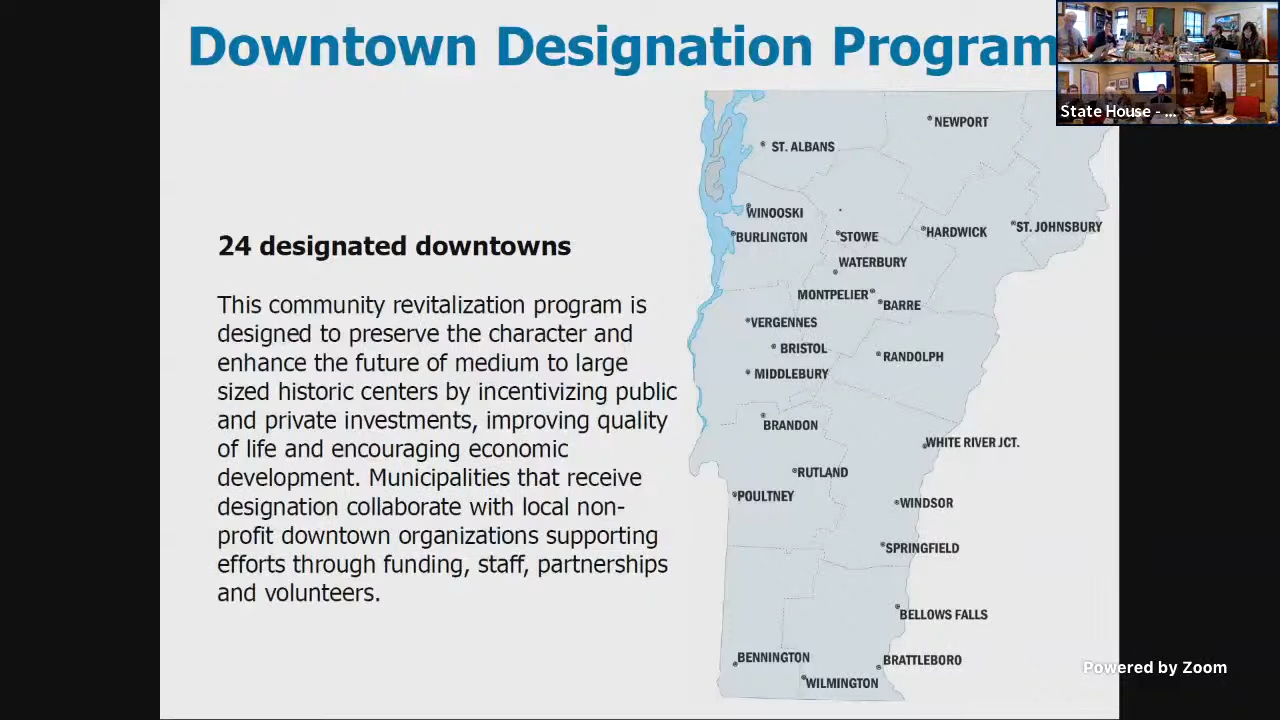 Downtown Designation Program
State House - ...
24 designated downtowns
This community revitalization program is
designed to preserve the character and
enhance the future of medium to large
sized historic centers by incentivizing public
and private investments, improving quality
of life and encouraging economic
development. Municipalities that receive
designation collaborate with local non-
profit downtown organizations supporting
efforts through funding, staff, partnerships
and volunteers.
NEWPORT
ST. ALBANS
WINOOSKI
BURLINGTON
STOWE
HARDWICK
ST. JOHNSBURY
WATERBURY
MONTPELIER
BARRE
VERGENNES
BRISTOL
RANDOLPH
MIDDLEBURY
BRANDON
WHITE RIVER JCT.
RUTLAND
POULTNEY
WINDSOR
SPRINGFIELD
BELLOWS FALLS
BENNINGTON
BRATTLEBORO
WILMINGTON
Powered by Zoom